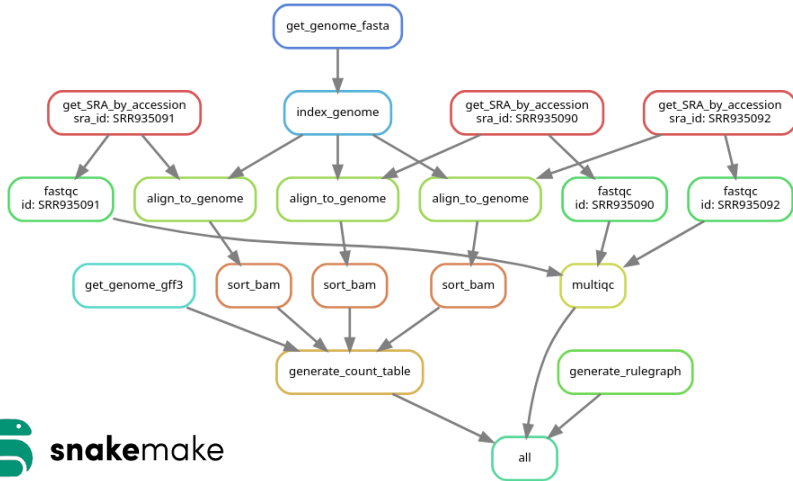 get_genome_fasta
get_SRA_by_accession
sra_id: SRR935091
index_genome
get_SRA_by_accession
sra_id: SRR935090
get_SRA_by_accession
sra_id: SRR935092
fastqc
id: SRR935091
align_to_genome
align_to_genome
align_to_genome
fastqc
id: SRR935090
fastqc
id: SRR935092
get_genome_gff3
sort_bam
sort_bam
sort_bam
multiqc
generate_count_table
generate_rulegraph
all
snakemake